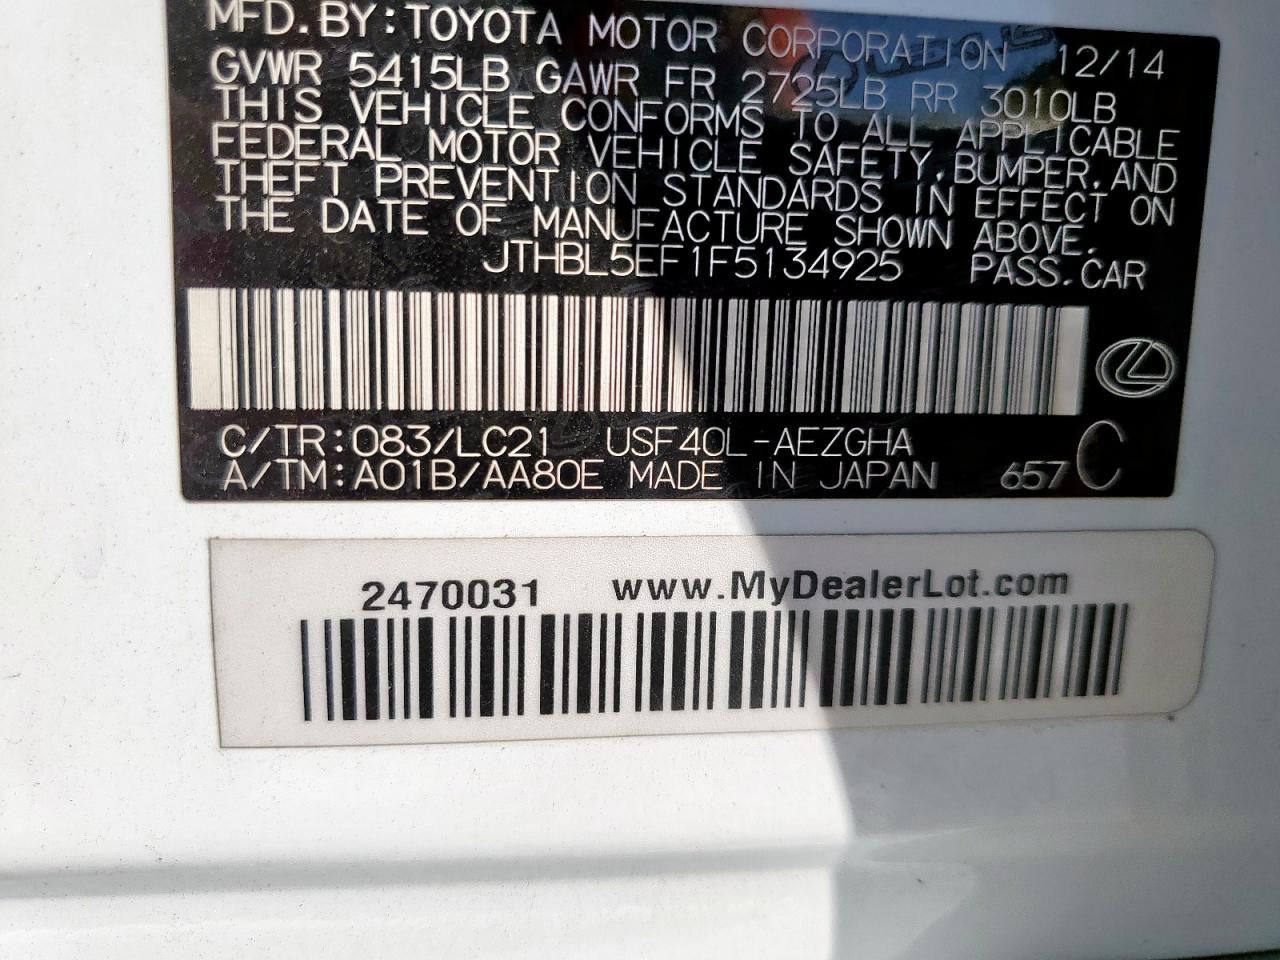 MFD.BY:TOYOTA MOTOR CORPORATION 12/14
GVWR 5415LB GAWR FR 2725LB RR 3010LB
THIS VEHICLE CONFORMS TO ALL APPLICABLE
FEDERAL MOTOR VEHICLE SAFETY,BUMPER,AND
THEFT PREVENTION STANDARDS IN EFFECT ON
THE DATE OF MANUFACTURE SHOWN ABOVE.
JTHBL5EF1F5134925 PASS.CAR
C/TR:083/LC21 USF40L-AEZGHA
A/TM:A01B/AA80E MADE IN JAPAN 657 C
2470031 www.MyDealerLot.com